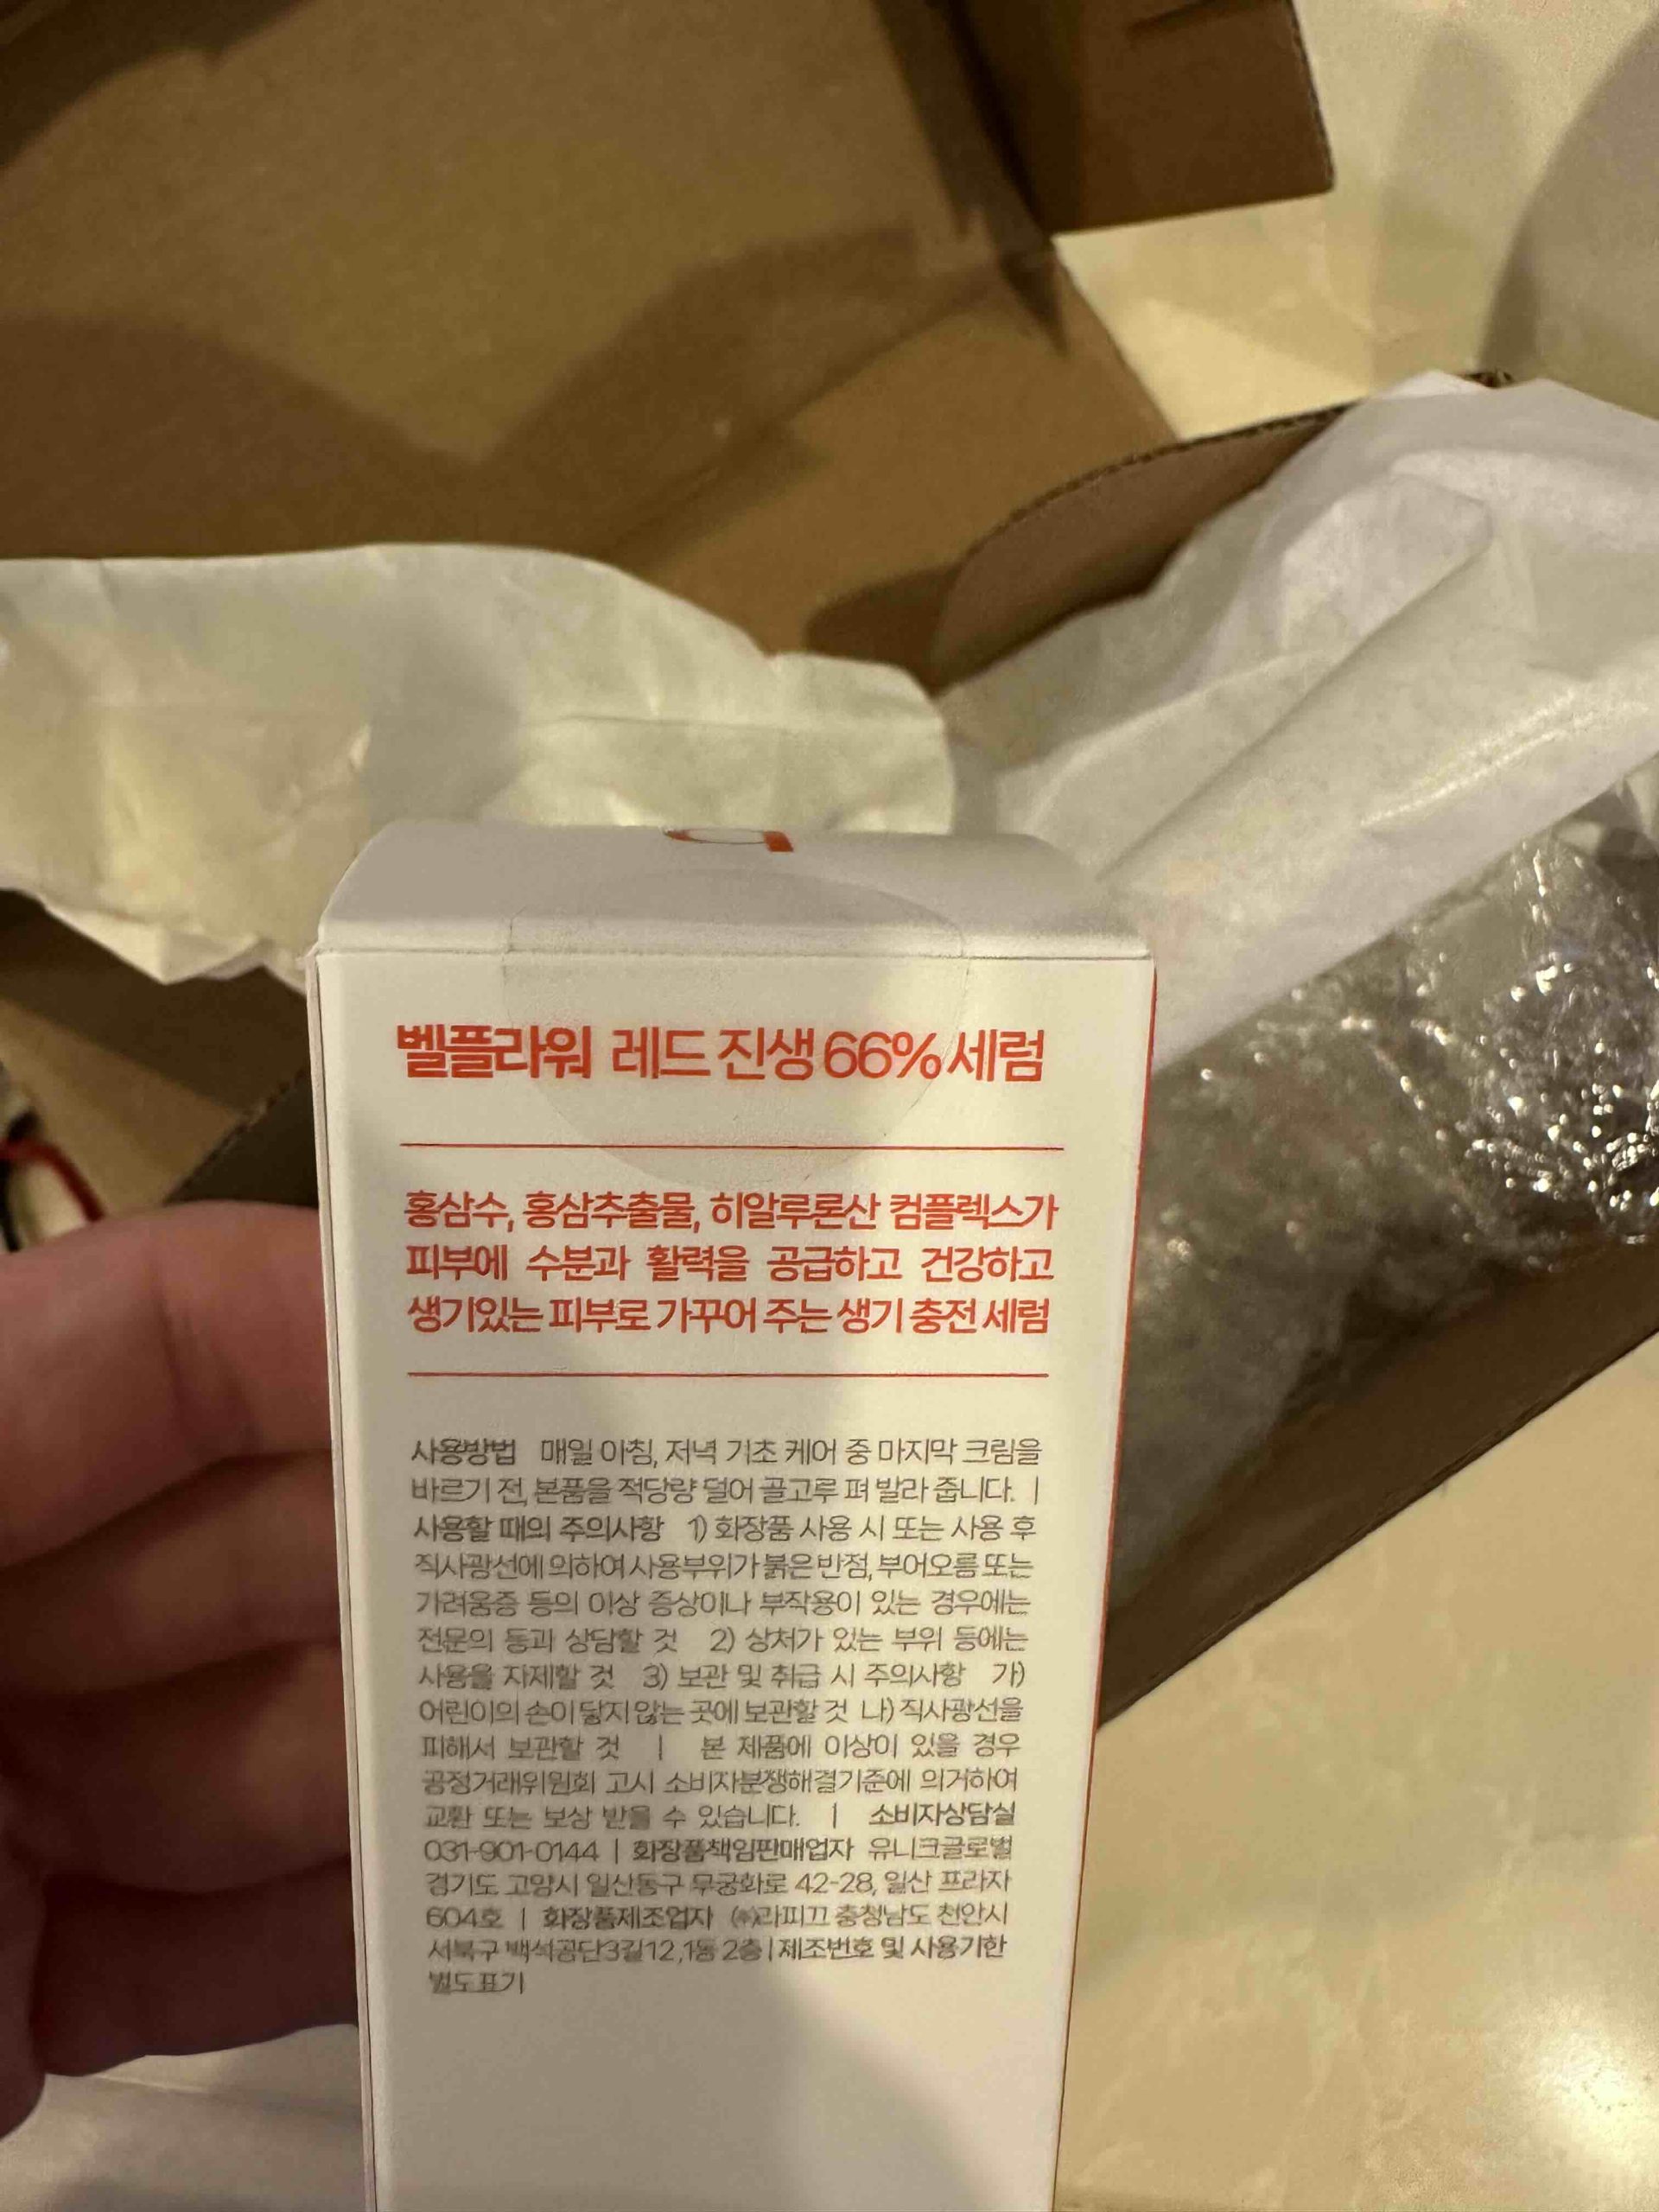 벨플라워 레드 진생 66% 세럼
홍삼수, 홍삼추출물, 히알루론산 컴플렉스가
피부에 수분과 활력을 공급하고 건강하고
생기있는 피부로 가꾸어 주는 생기 충전 세럼
사용방법 매일 아침, 저녁 기초 케어 중 마지막 크림을
바르기 전, 본품을 적당량 덜어 골고루 펴 발라 줍니다. |
사용할 때의 주의사항 1) 화장품 사용 시 또는 사용 후
직사광선에 의하여 사용부위가 붉은 반점, 부어오름 또는
가려움증 등의 이상 증상이나 부작용이 있는 경우에는
전문의 등과 상담할 것 2) 상처가 있는 부위 등에는
사용을 자제할 것 3) 보관 및 취급 시 주의사항 가)
어린이의 손이 닿지 않는 곳에 보관할 것 나) 직사광선을
피해서 보관할 것 | 본 제품에 이상이 있을 경우
공정거래위원회 고시 소비자분쟁해결기준에 의거하여
교환 또는 보상 받을 수 있습니다. | 소비자상담실
031-901-0144 | 화장품책임판매업자 유니크글로벌
경기도 고양시 일산동구 무궁화로 42-28, 일산 프라자
604호 | 화장품제조업자 ㈜라피끄 충청남도 천안시
서북구 백석공단3길12,1동 2층 | 제조번호 및 사용기한
별도표기